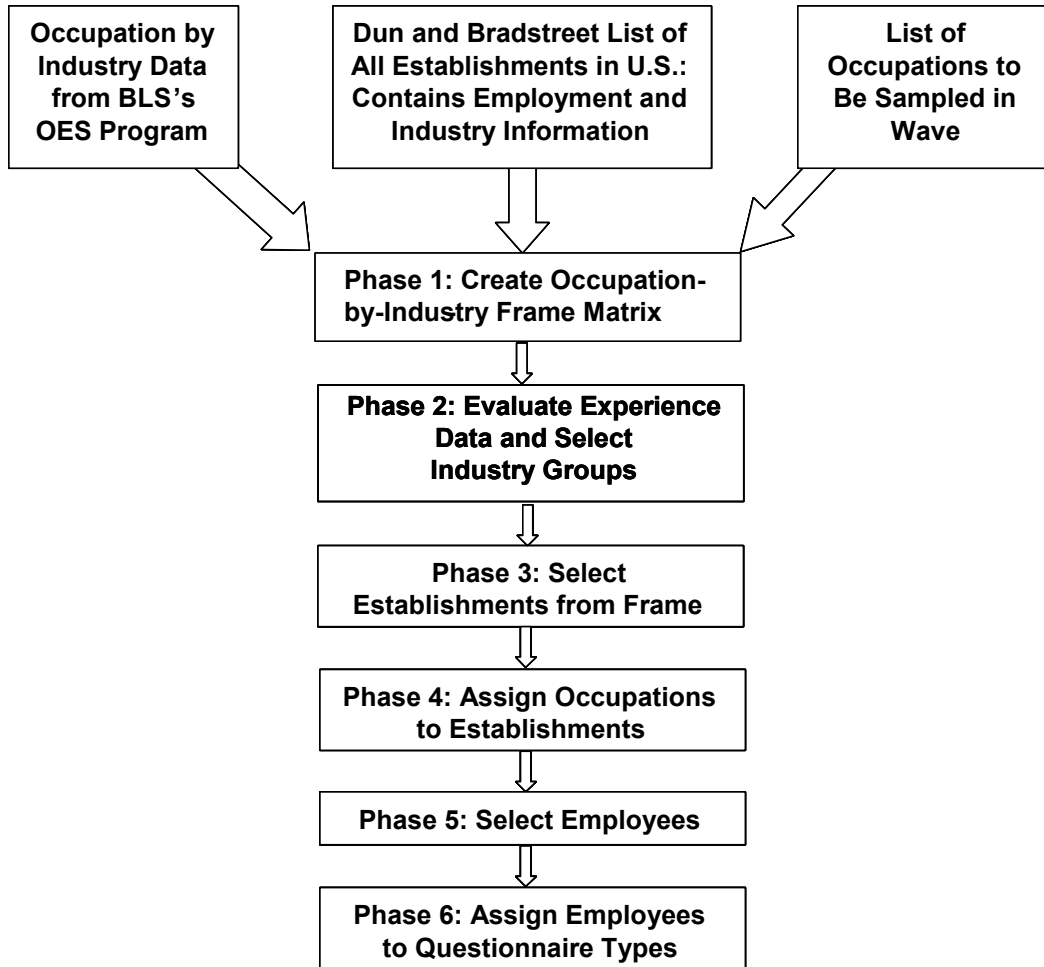 Occupation by
Industry Data
from BLS's
OES Program
Dun and Bradstreet List of
All Establishments in U.S.:
Contains Employment and
Industry Information
List of
Occupations to
Be Sampled in
Wave
Phase 1: Create Occupation-
by-Industry Frame Matrix
Phase 2: Evaluate Experience
Data and Select
Industry Groups
Phase 3: Select
Establishments from Frame
Phase 4: Assign Occupations
to Establishments
Phase 5: Select Employees
Phase 6: Assign Employees
to Questionnaire Types